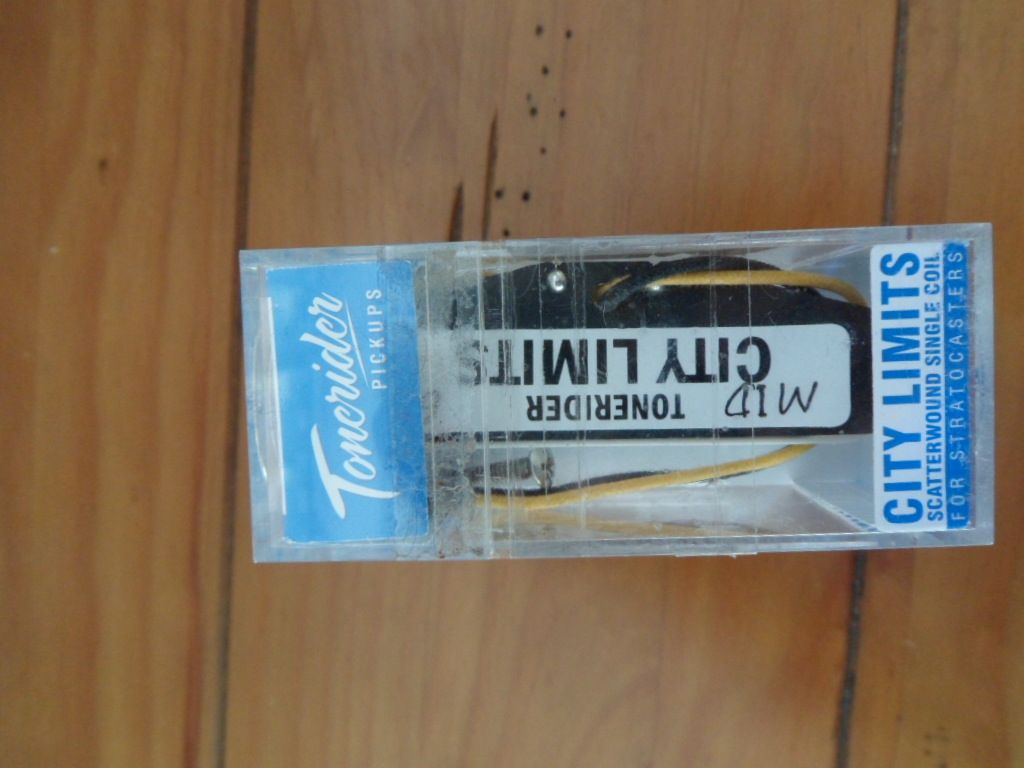 Tonerider
PICKUPS
TONERIDER
CITY LIMITS
MID
CITY LIMITS
SCATTERWOUND SINGLE COIL
FOR STRATOCASTERS